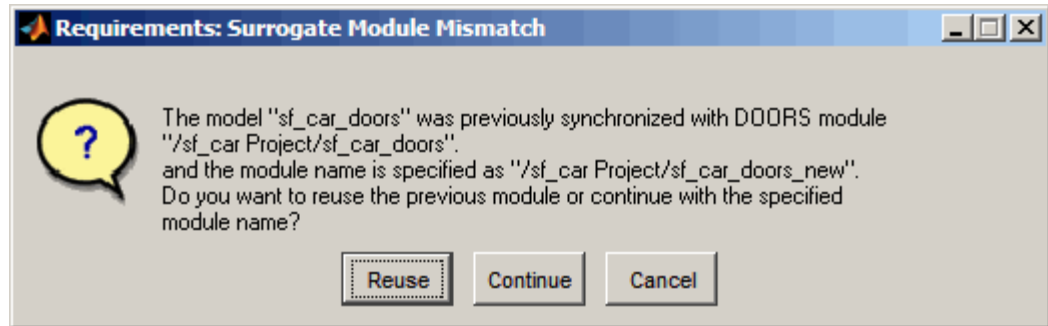 Requirements: Surrogate Module Mismatch
The model "sf_car_doors" was previously synchronized with DOORS module
"/sf_car Project/sf_car_doors".
and the module name is specified as "/sf_car Project/sf_car_doors_new".
Do you want to reuse the previous module or continue with the specified
module name?
?
Reuse Continue Cancel